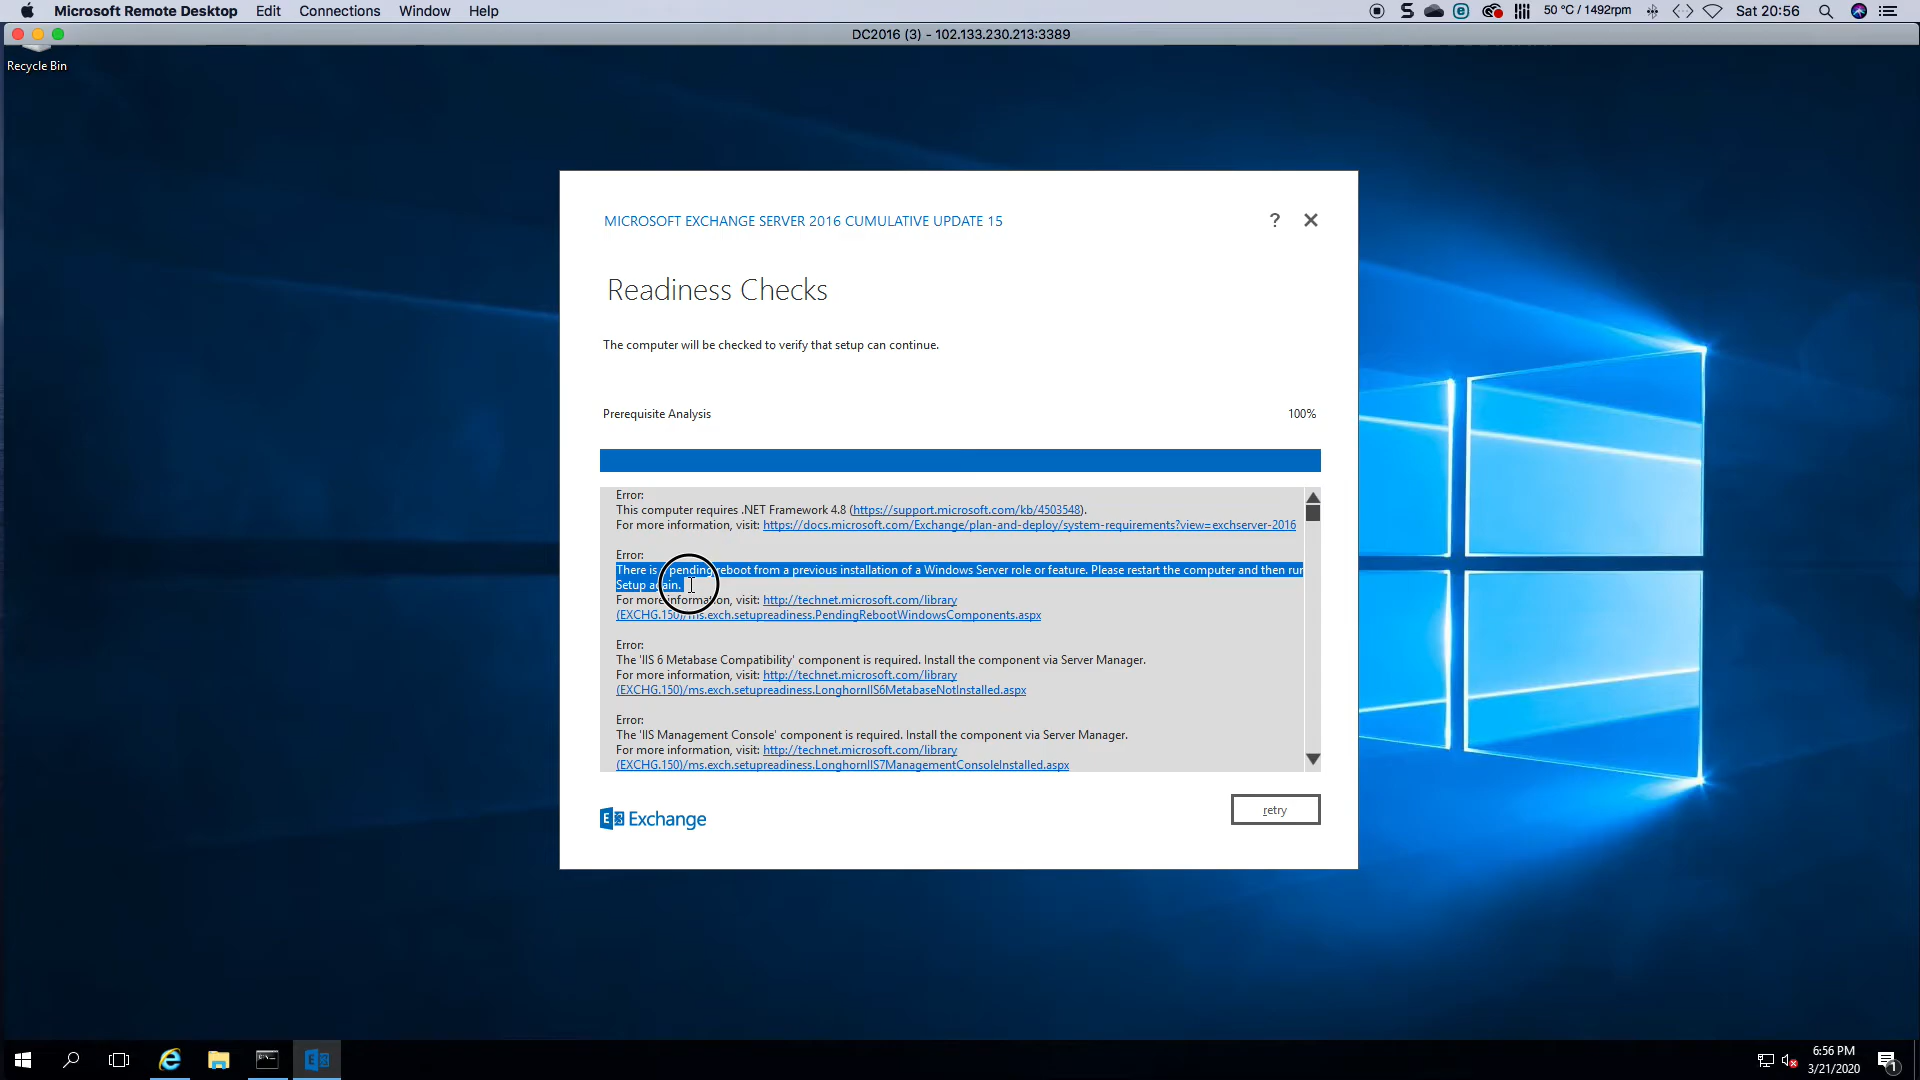 Microsoft Remote Desktop Edit Connections Window Help
50 °C / 1492rpm Sat 20:56
DC2016 (3) - 102.133.230.213:3389
Recycle Bin
MICROSOFT EXCHANGE SERVER 2016 CUMULATIVE UPDATE 15
? ×
Readiness Checks
The computer will be checked to verify that setup can continue.
Prerequisite Analysis 100%
Error:
This computer requires .NET Framework 4.8 (https://support.microsoft.com/kb/4503548).
For more information, visit: https://docs.microsoft.com/Exchange/plan-and-deploy/system-requirements?view=exchserver-2016
Error:
There is a pending reboot from a previous installation of a Windows Server role or feature. Please restart the computer and then run
Setup again.
For more information, visit: http://technet.microsoft.com/library
(EXCHG.150)/ms.exch.setupreadiness.PendingRebootWindowsComponents.aspx
Error:
The 'IIS 6 Metabase Compatibility' component is required. Install the component via Server Manager.
For more information, visit: http://technet.microsoft.com/library
(EXCHG.150)/ms.exch.setupreadiness.LonghornIIS6MetabaseNotInstalled.aspx
Error:
The 'IIS Management Console' component is required. Install the component via Server Manager.
For more information, visit: http://technet.microsoft.com/library
(EXCHG.150)/ms.exch.setupreadiness.LonghornIIS7ManagementConsoleInstalled.aspx
Exchange
retry
6:56 PM
3/21/2020
1